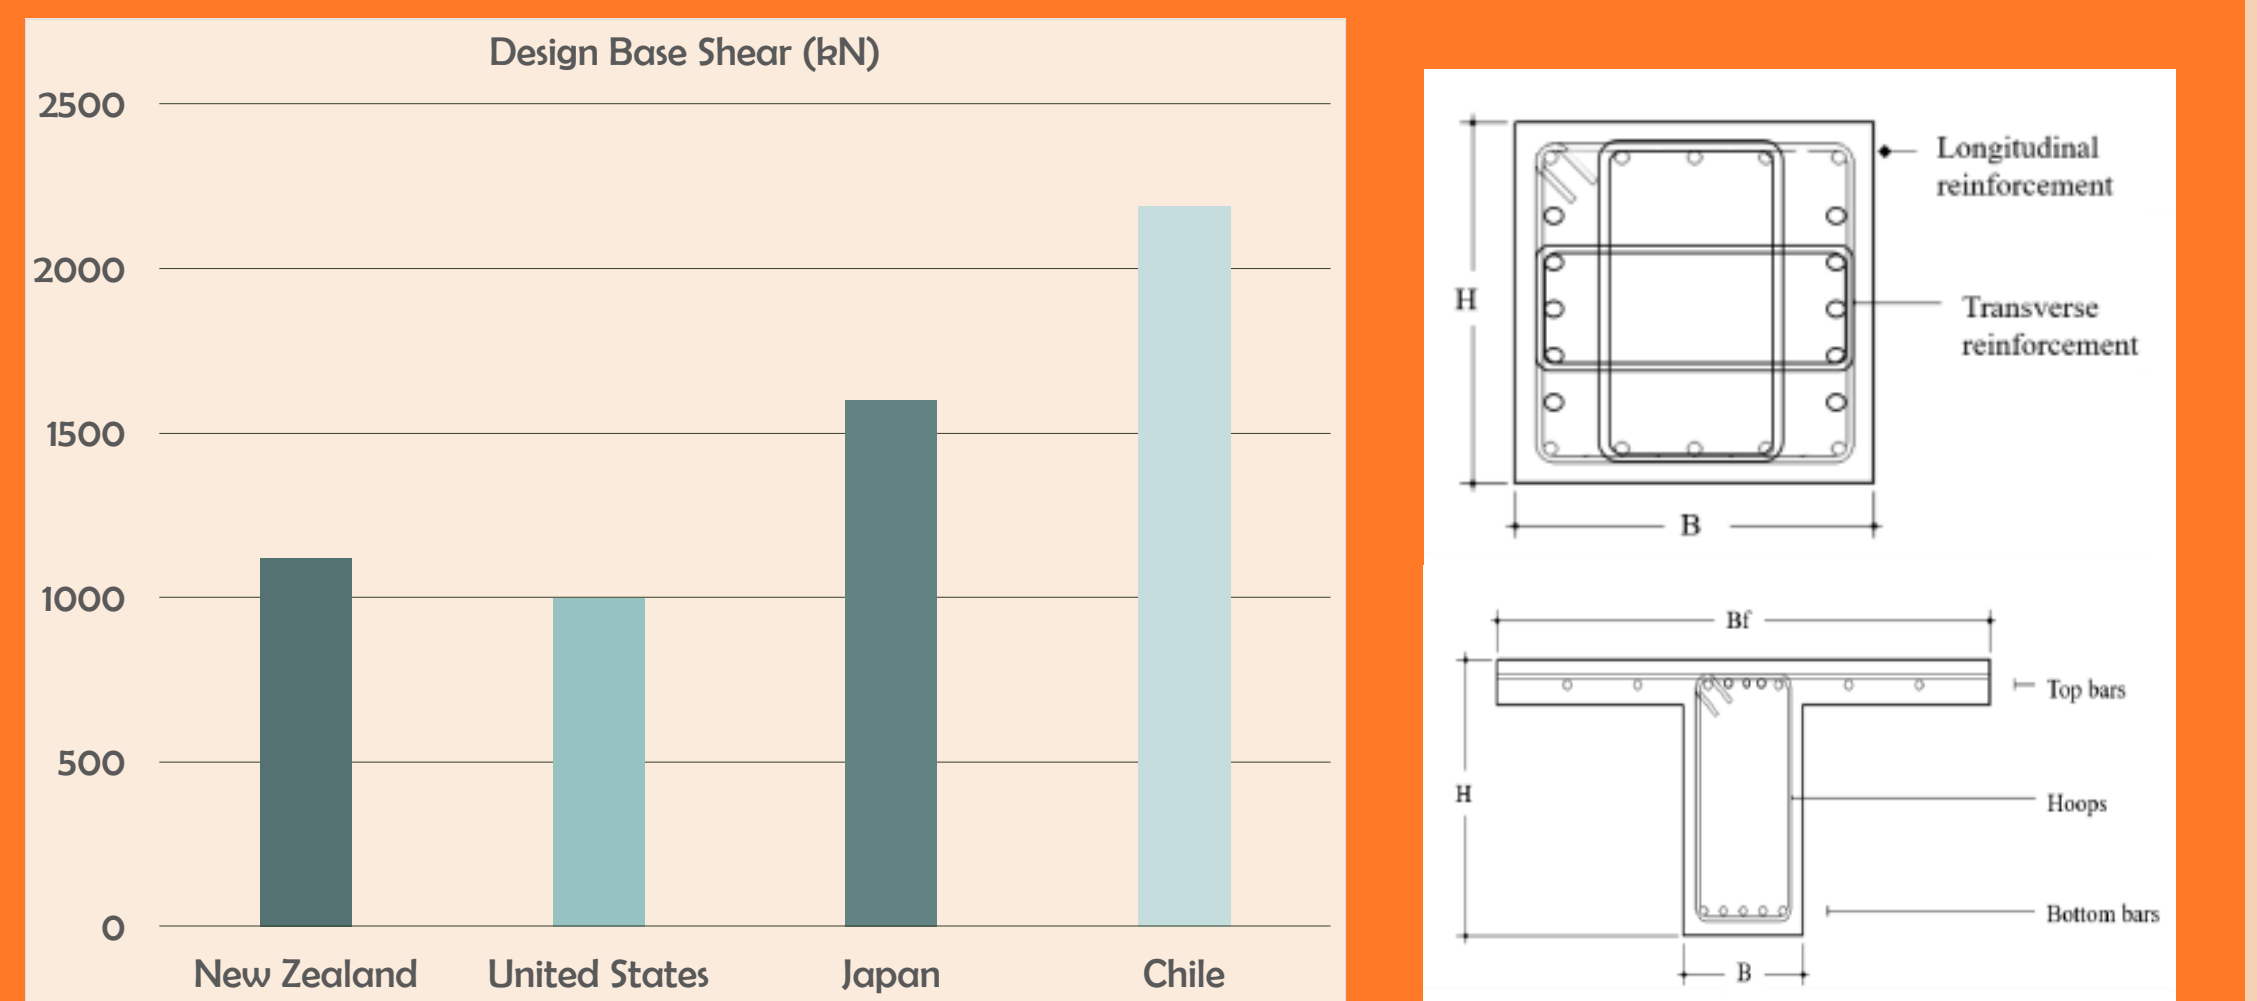 Design Base Shear (kN)
2500
2000
1500
1000
500
0
New Zealand
United States
Japan
Chile
Longitudinal
reinforcement
H
Transverse
reinforcement
B
Bf
Top bars
H
Hoops
Bottom bars
B